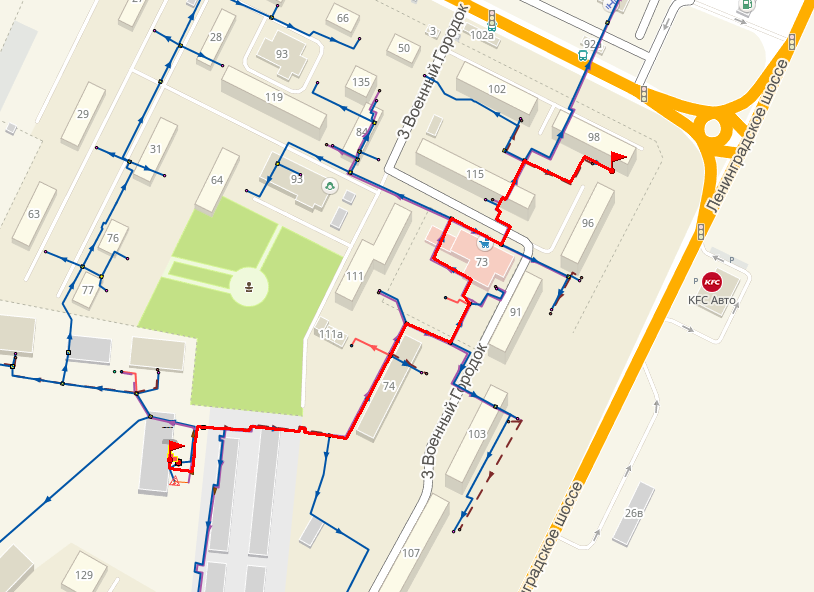 27
66
28
93
50
3
102а
92а
Ленинградское шоссе
3 Военный Городок
135
102
119
29
84
98
31
115
64
93
63
96
76
73
P
P
KFC Авто
77
111
91
111а
74
3 Военный Городок
103
26в
107
Ленинградское шоссе
129